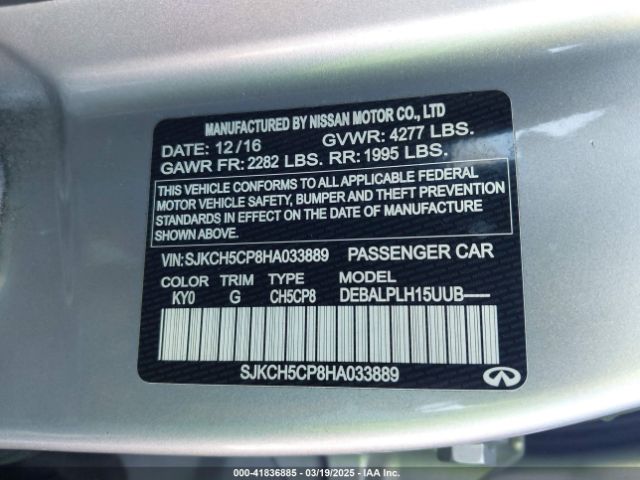 MANUFACTURED BY NISSAN MOTOR CO., LTD
DATE: 12/16 GVWR: 4277 LBS.
GAWR FR: 2282 LBS. RR: 1995 LBS.
THIS VEHICLE CONFORMS TO ALL APPLICABLE FEDERAL
MOTOR VEHICLE SAFETY, BUMPER AND THEFT PREVENTION
STANDARDS IN EFFECT ON THE DATE OF MANUFACTURE
SHOWN ABOVE.
VIN: SJKCH5CP8HA033889 PASSENGER CAR
COLOR TRIM TYPE MODEL
KY0 G CH5CP8 DEBALPLH15UUB-----
SJKCH5CP8HA033889
000-41836885 - 03/19/2025 - IAA Inc.